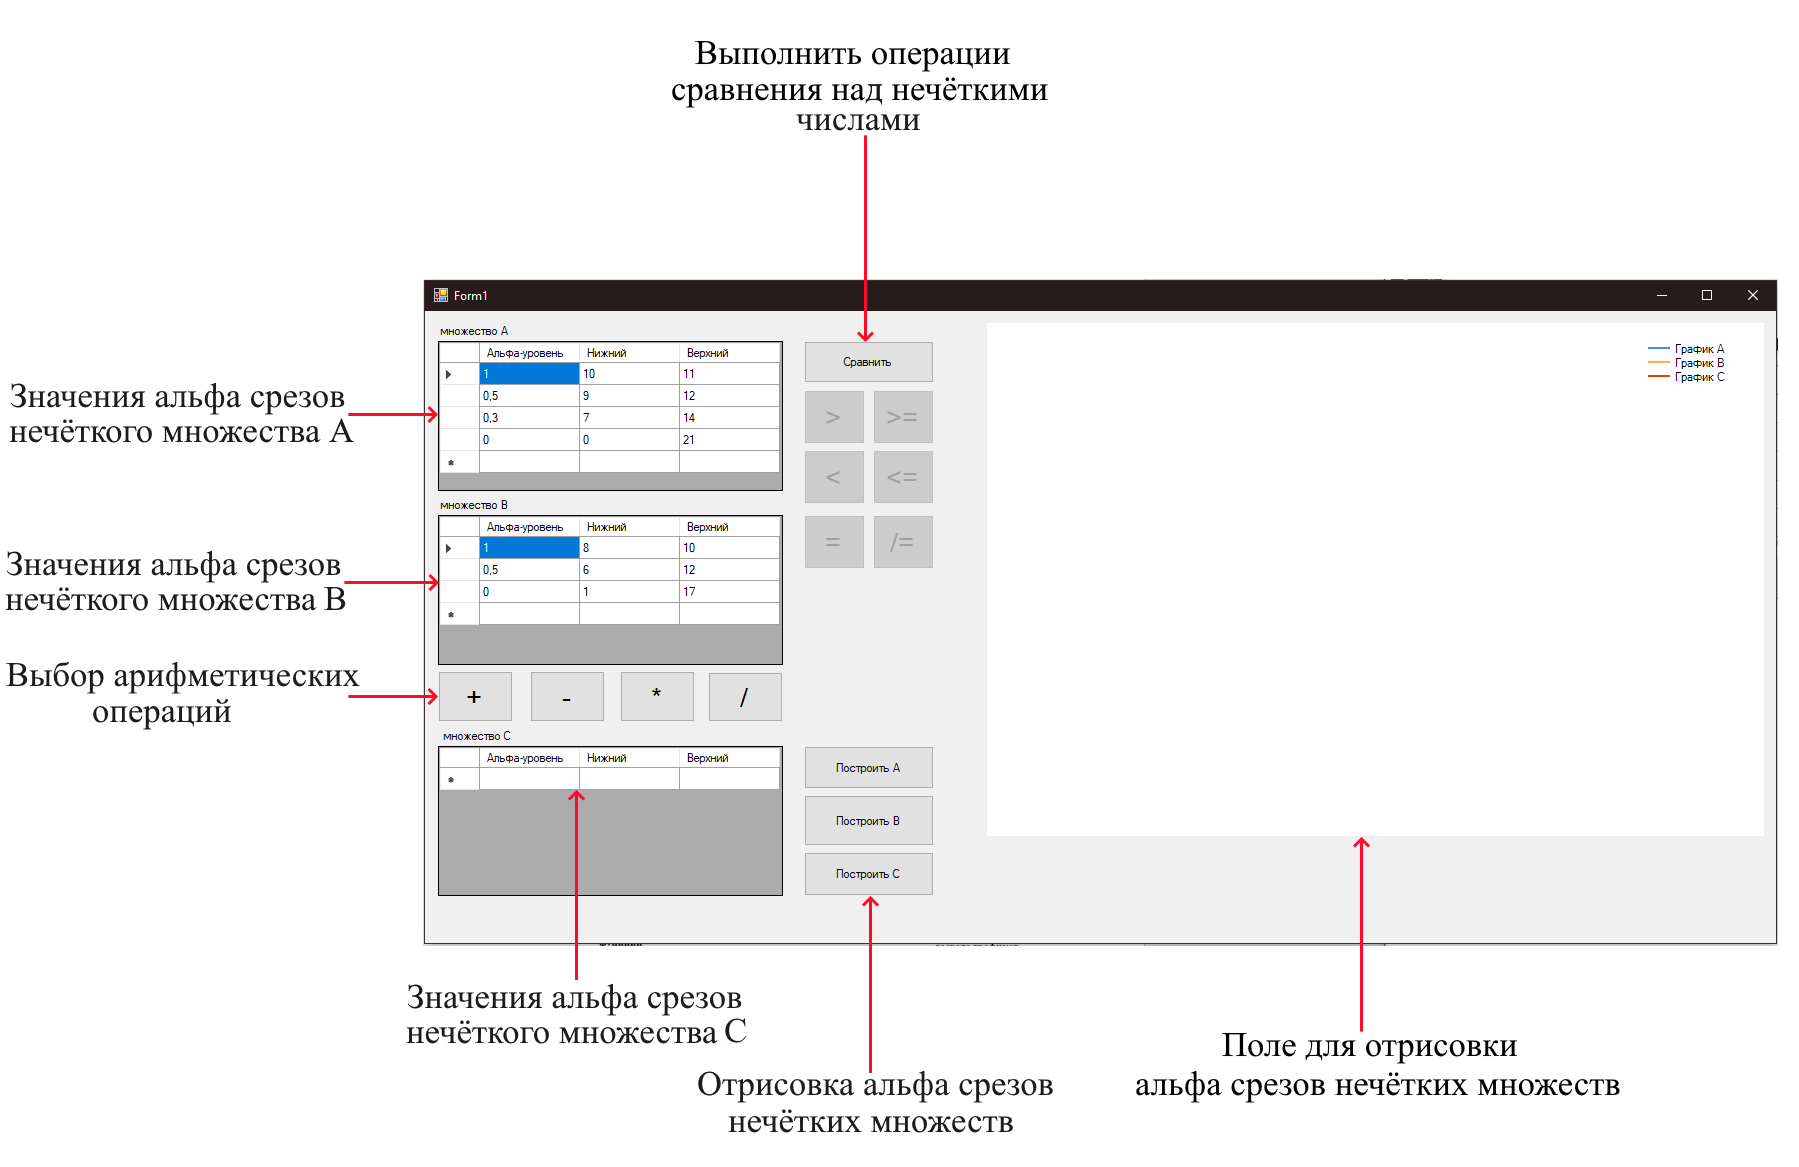 Выполнить операции
сравнения над нечёткими
числами
Form1
множество A
Альфа-уровень Нижний Верхний
1 10 11
0,5 9 12
0,3 7 14
0 0 21
*
Значения альфа срезов
нечёткого множества A
Сравнить
> >=
< <=
= /=
График A
График B
График C
множество B
Альфа-уровень Нижний Верхний
1 8 10
0,5 6 12
0 1 17
*
Значения альфа срезов
нечёткого множества B
Выбор арифметических
операций
+ - * /
множество C
Альфа-уровень Нижний Верхний
*
Построить A
Построить B
Построить C
Значения альфа срезов
нечёткого множества C
Отрисовка альфа срезов
нечётких множеств
Поле для отрисовки
альфа срезов нечётких множеств